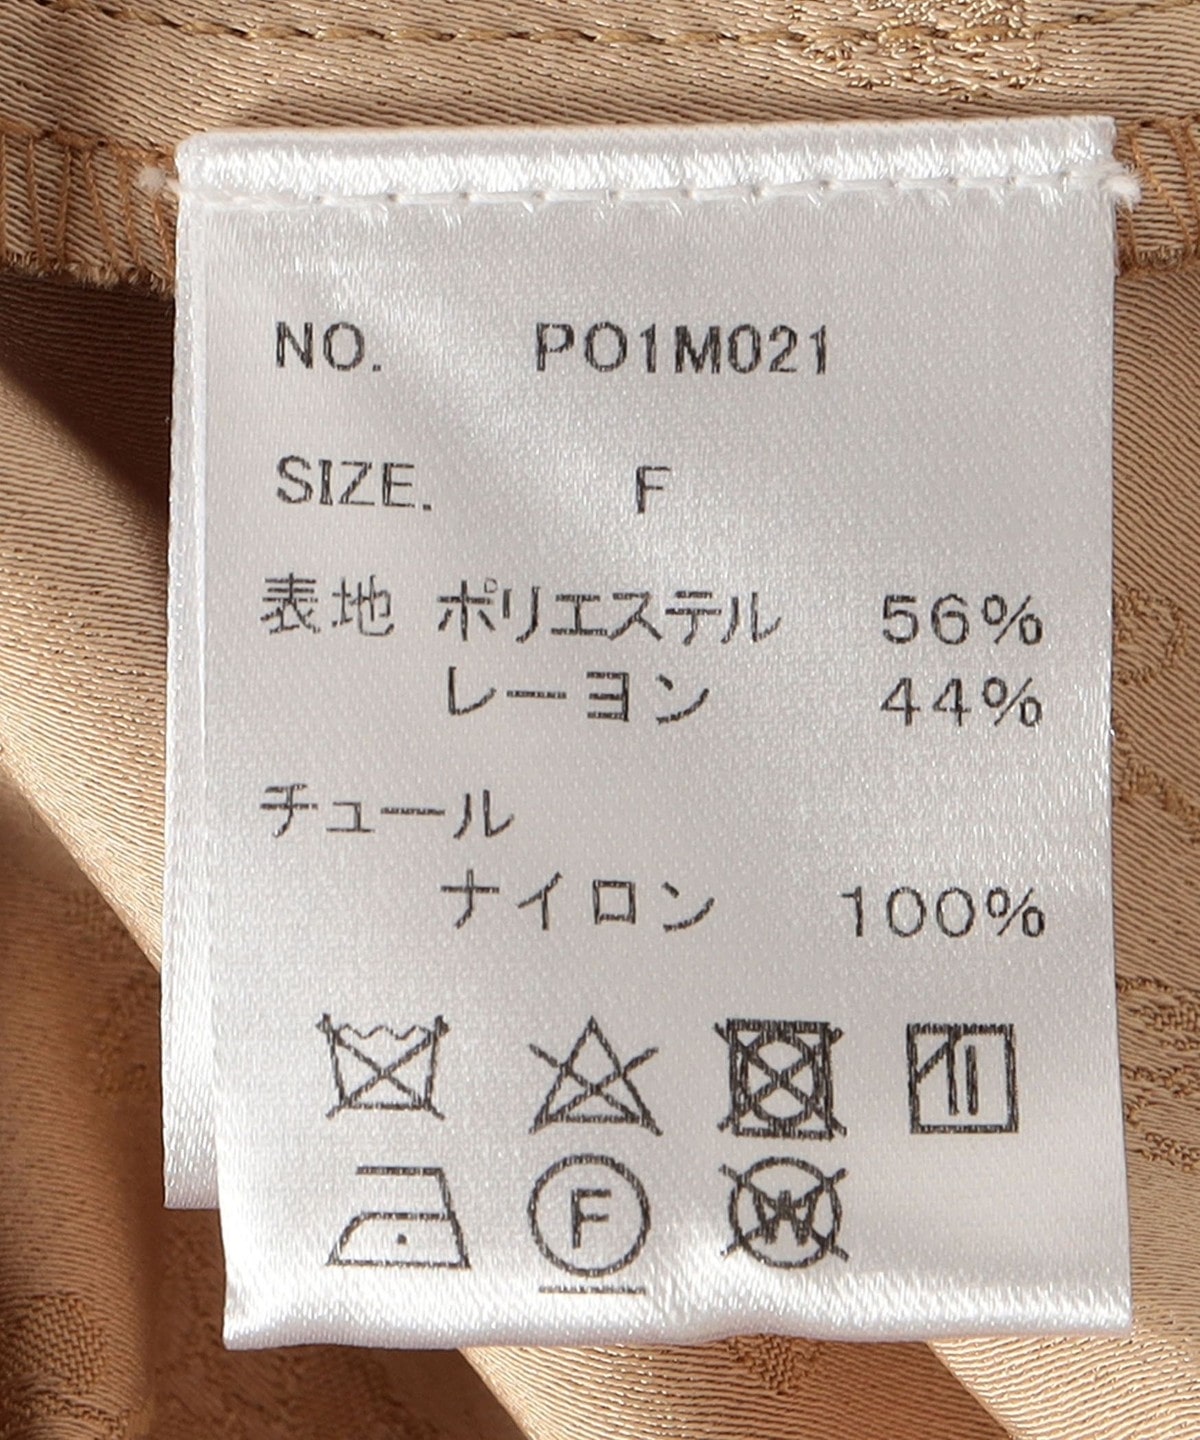 NO. PO1M021
SIZE. F
表地 ポリエステル 56%
レーヨン 44%
チュール
ナイロン 100%
F
W